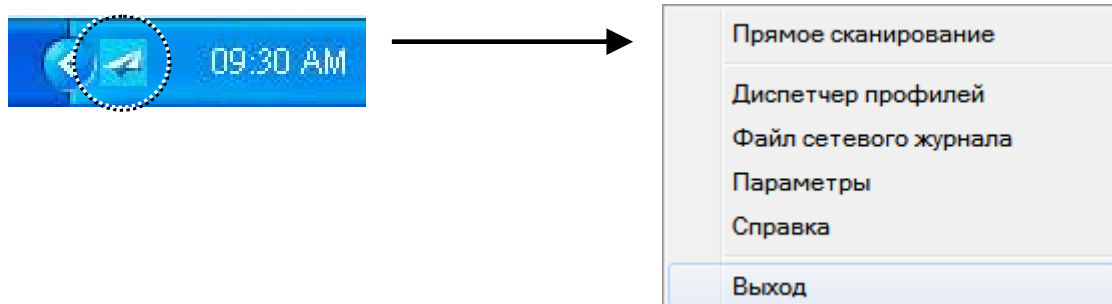 09:30 AM
Прямое сканирование
Диспетчер профилей
Файл сетевого журнала
Параметры
Справка
Выход